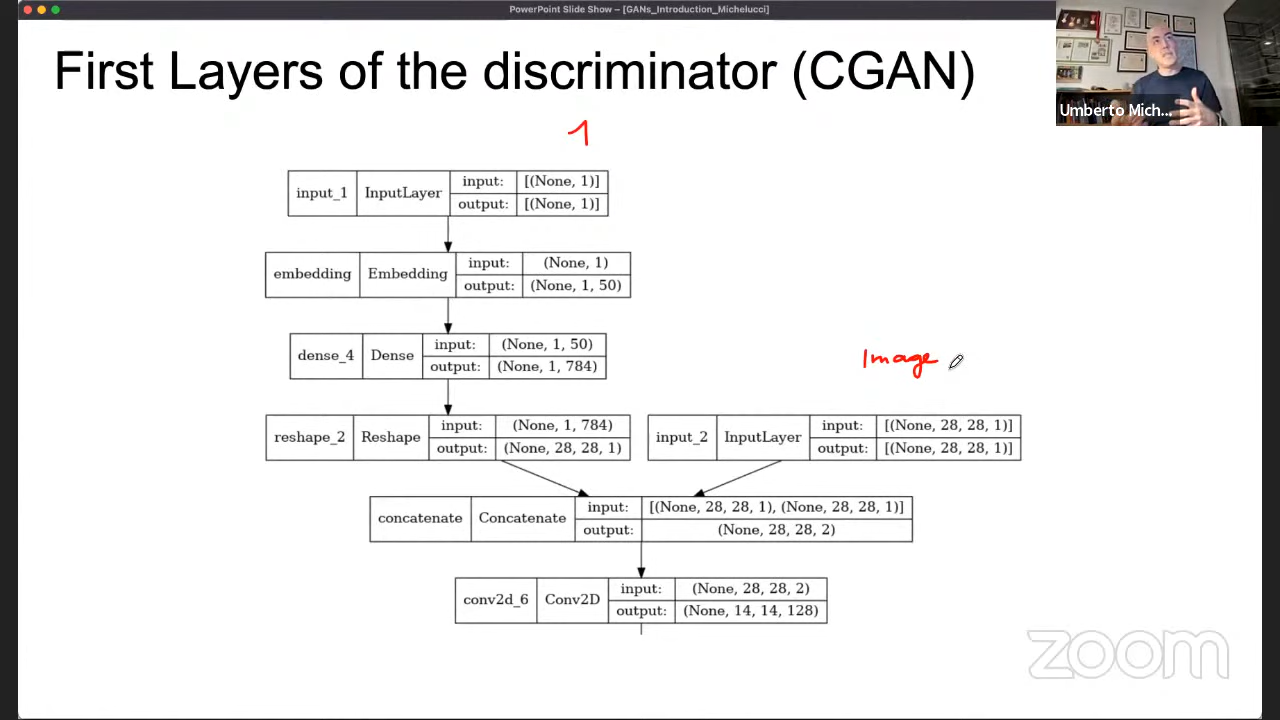 PowerPoint Slide Show – [GANs_Introduction_Michelucci]
First Layers of the discriminator (CGAN)
Umberto Mich...
1
input_1 InputLayer input: [(None, 1)]
output: [(None, 1)]
embedding Embedding input: (None, 1)
output: (None, 1, 50)
dense_4 Dense input: (None, 1, 50)
output: (None, 1, 784)
Image
reshape_2 Reshape input: (None, 1, 784)
output: (None, 28, 28, 1)
input_2 InputLayer input: [(None, 28, 28, 1)]
output: [(None, 28, 28, 1)]
concatenate Concatenate input: [(None, 28, 28, 1), (None, 28, 28, 1)]
output: (None, 28, 28, 2)
conv2d_6 Conv2D input: (None, 28, 28, 2)
output: (None, 14, 14, 128)
zoom